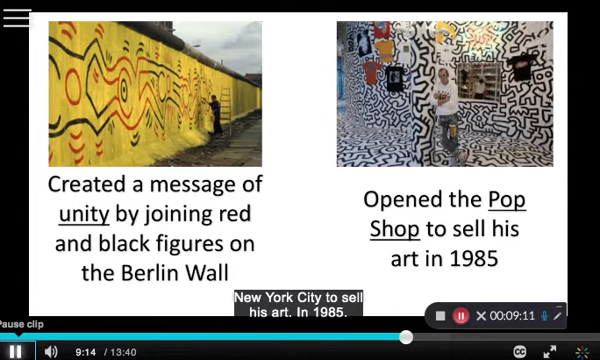 Created a message of
unity by joining red
and black figures on
the Berlin Wall
Opened the Pop
Shop to sell his
art in 1985
New York City to sell
his art. In 1985,
00:09:11
Pause clip
9:14 / 13:40
CC